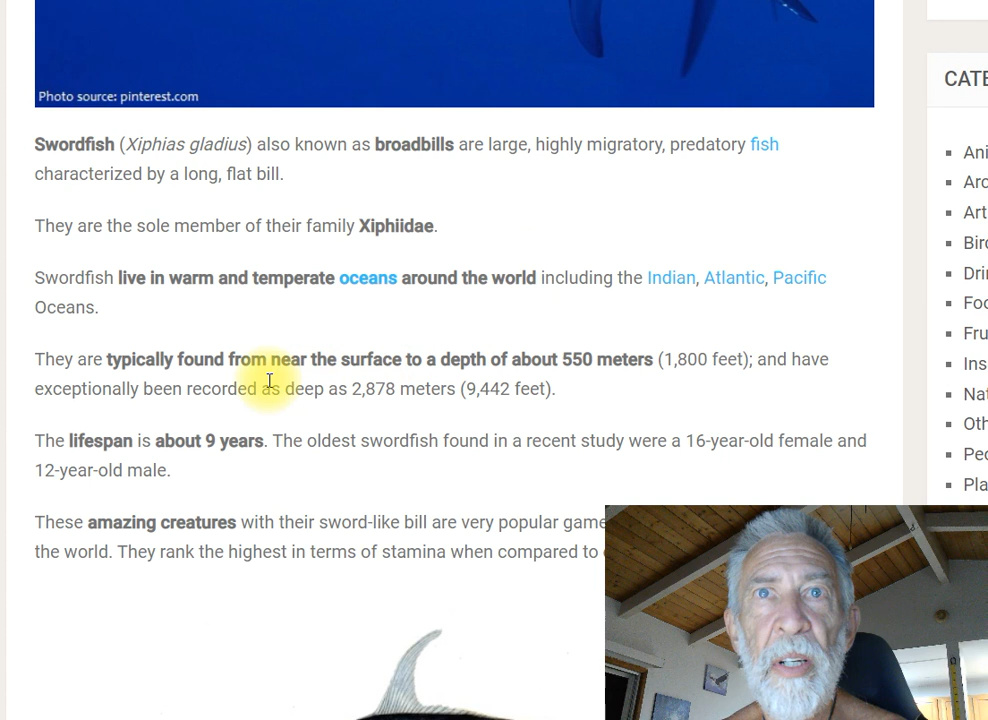 Photo source: pinterest.com
Swordfish (Xiphias gladius) also known as broadbills are large, highly migratory, predatory fish
characterized by a long, flat bill.
They are the sole member of their family Xiphiidae.
Swordfish live in warm and temperate oceans around the world including the Indian, Atlantic, Pacific
Oceans.
They are typically found from near the surface to a depth of about 550 meters (1,800 feet); and have
exceptionally been recorded as deep as 2,878 meters (9,442 feet).
The lifespan is about 9 years. The oldest swordfish found in a recent study were a 16-year-old female and
12-year-old male.
These amazing creatures with their sword-like bill are very popular game
the world. They rank the highest in terms of stamina when compared to
CATE
Ani
Arc
Art
Bird
Drin
Foo
Fru
Inse
Nat
Oth
Peo
Pla